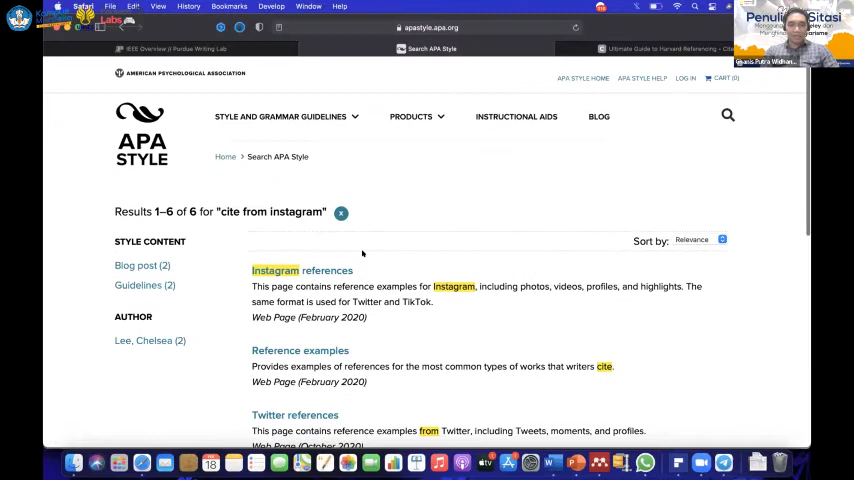 Safari File Edit View History Bookmarks Develop Window Help
apastyle.apa.org
IEEE Overview // Purdue Writing Lab
Search APA Style
Ultimate Guide to Harvard Referencing
Penulisan Sitasi
AMERICAN PSYCHOLOGICAL ASSOCIATION
APA STYLE HOME APA STYLE HELP LOG IN CART (0)
APA
STYLE
STYLE AND GRAMMAR GUIDELINES PRODUCTS INSTRUCTIONAL AIDS BLOG
Home > Search APA Style
Results 1–6 of 6 for "cite from instagram" x
STYLE CONTENT
Blog post (2)
Guidelines (2)
AUTHOR
Lee, Chelsea (2)
Sort by: Relevance
Instagram references
This page contains reference examples for Instagram, including photos, videos, profiles, and highlights. The
same format is used for Twitter and TikTok.
Web Page (February 2020)
Reference examples
Provides examples of references for the most common types of works that writers cite.
Web Page (February 2020)
Twitter references
This page contains reference examples from Twitter, including Tweets, moments, and profiles.
Web Page (October 2020)
18